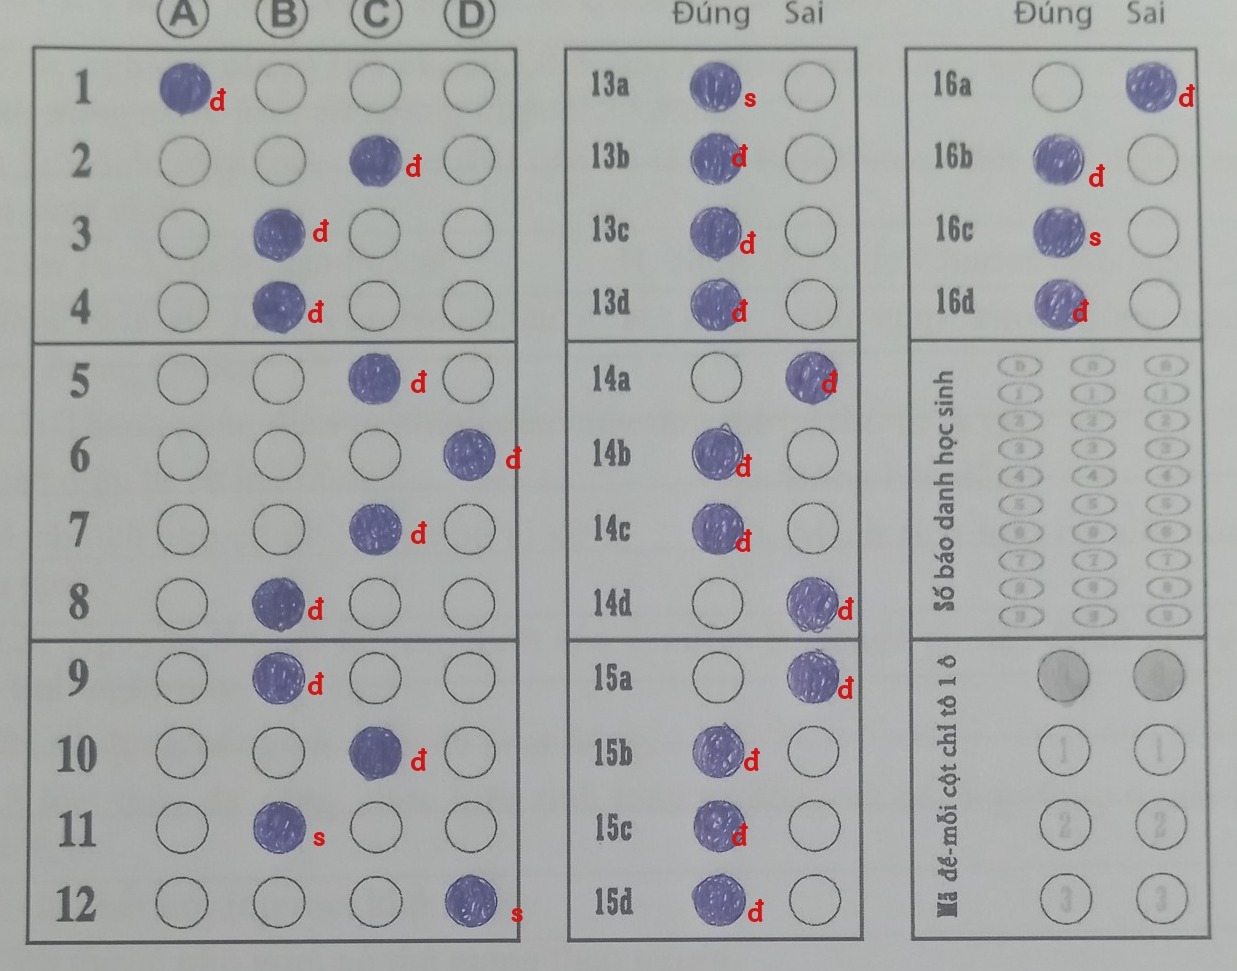 A B C D
1 đ
2 đ
3 đ
4 đ
5 đ
6 đ
7 đ
8 đ
9 đ
10 đ
11 s
12 s
Đúng Sai
13a s
13b đ
13c đ
13d đ
14a đ
14b đ
14c đ
14d đ
15a đ
15b đ
15c đ
15d đ
Đúng Sai
16a đ
16b đ
16c s
16d đ
Số báo danh học sinh
0 0 0
1 1 1
2 2 2
3 3 3
4 4 4
5 5 5
6 6 6
7 7 7
8 8 8
9 9 9
Mã đề-mỗi cột chỉ tô 1 ô
1 1
2 2
3 3